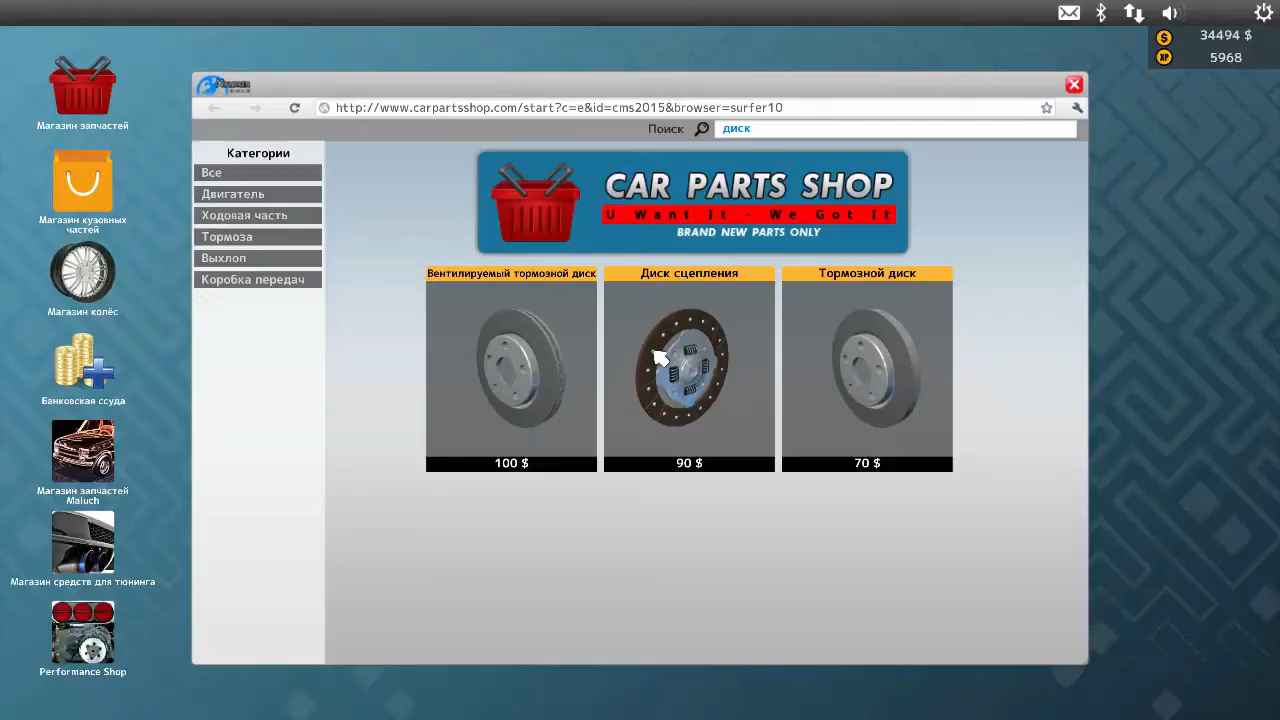 34494 $
5968
Магазин запчастей
Магазин кузовных
частей
Магазин колёс
Банковская ссуда
Магазин запчастей
Maluch
Магазин средств для тюнинга
Performance Shop
http://www.carpartsshop.com/start?c=e&id=cms2015&browser=surfer10
Поиск
диск
Категории
Все
Двигатель
Ходовая часть
Тормоза
Выхлоп
Коробка передач
CAR PARTS SHOP
U Want It - We Got It
BRAND NEW PARTS ONLY
Вентилируемый тормозной диск
100 $
Диск сцепления
90 $
Тормозной диск
70 $